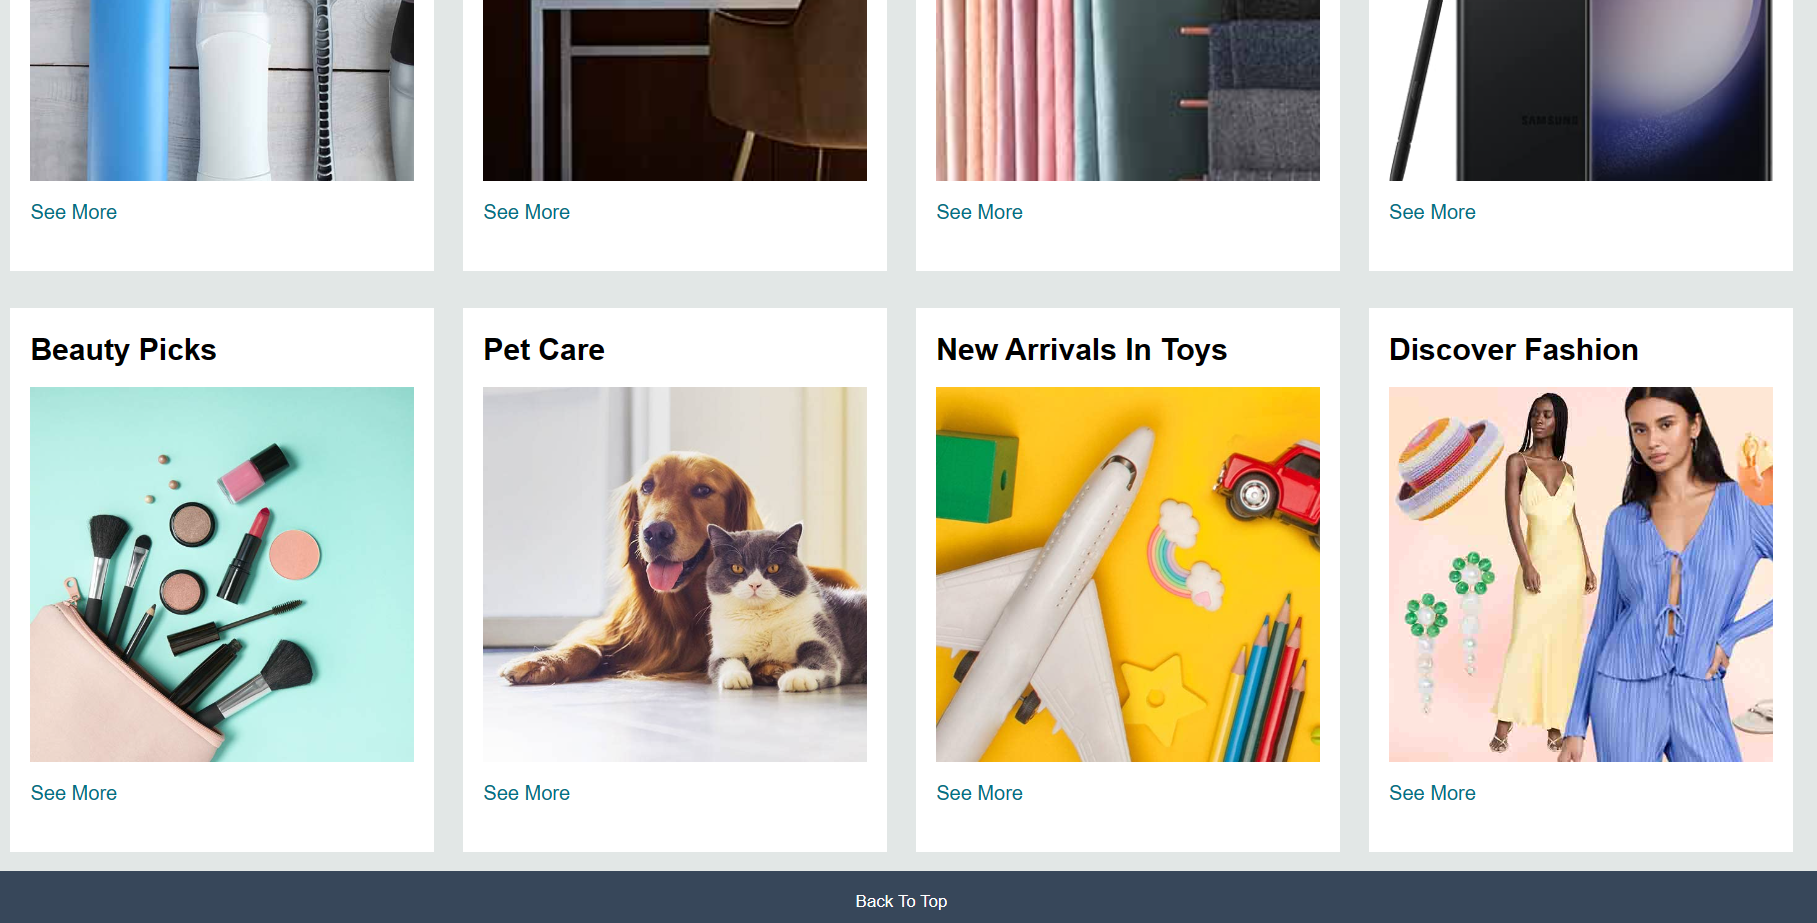 SAMSUNG
See More
See More
See More
See More
Beauty Picks
Pet Care
New Arrivals In Toys
Discover Fashion
See More
See More
See More
See More
Back To Top